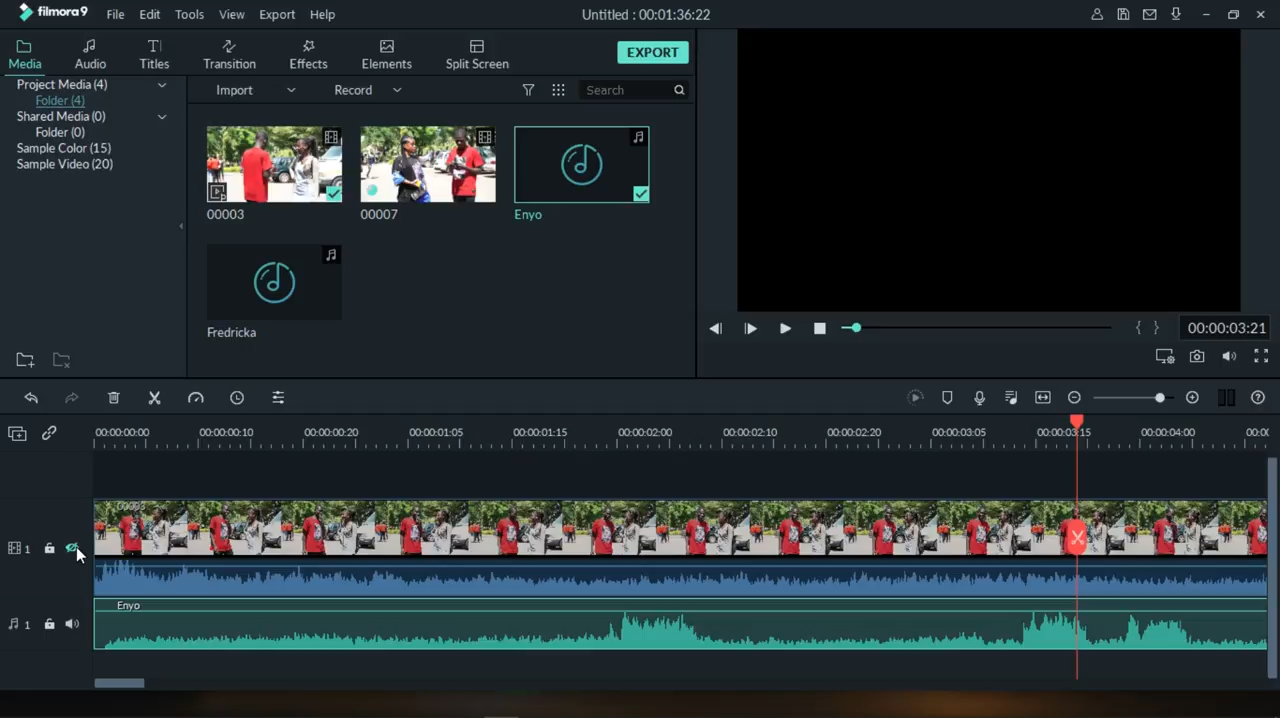 filmora9 File Edit Tools View Export Help Untitled : 00:01:36:22
Media Audio Titles Transition Effects Elements Split Screen EXPORT
Project Media (4)
Folder (4)
Shared Media (0)
Folder (0)
Sample Color (15)
Sample Video (20)
Import Record Search
00003 00007 Enyo
Fredricka
00:00:03:21
00:00:00:00 00:00:00:10 00:00:00:20 00:00:01:05 00:00:01:15 00:00:02:00 00:00:02:10 00:00:02:20 00:00:03:05 00:00:03:15 00:00:04:00 00:00
00003
1
Enyo
1